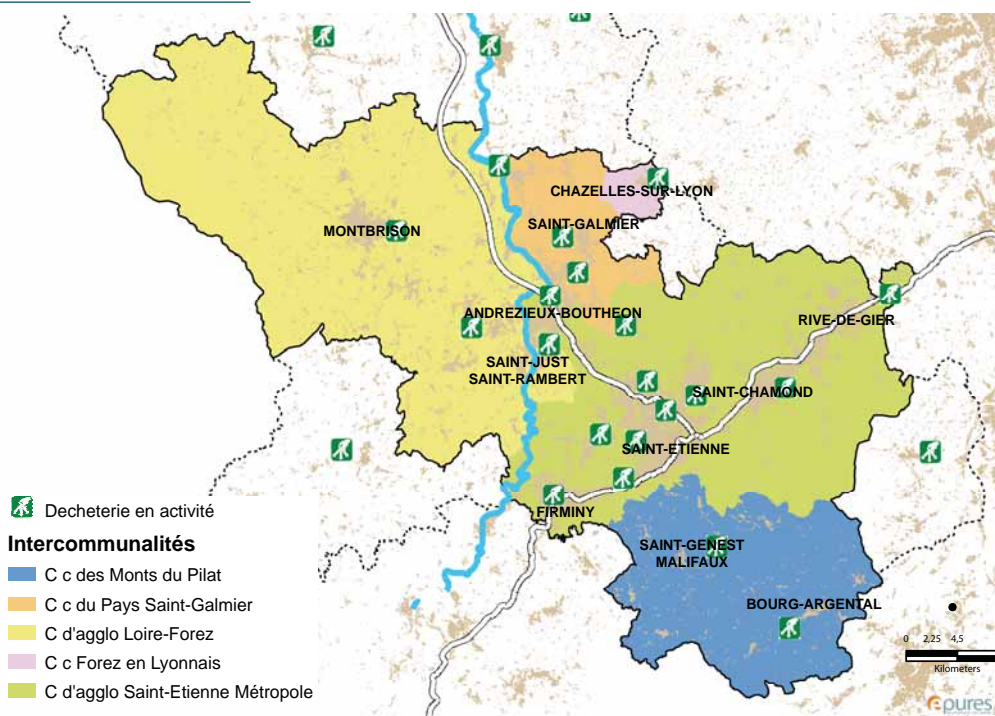 CHAZELLES-SUR-LYON
SAINT-GALMIER
MONTBRISON
ANDREZIEUX-BOUTHEON
RIVE-DE-GIER
SAINT-JUST
SAINT-RAMBERT
SAINT-CHAMOND
SAINT-ETIENNE
FIRMINY
SAINT-GENEST
MALIFAUX
BOURG-ARGENTAL
Decheterie en activité
Intercommunalités
C c des Monts du Pilat
C c du Pays Saint-Galmier
C d'agglo Loire-Forez
C c Forez en Lyonnais
C d'agglo Saint-Etienne Métropole
0 2,25 4,5
Kilometers
epures